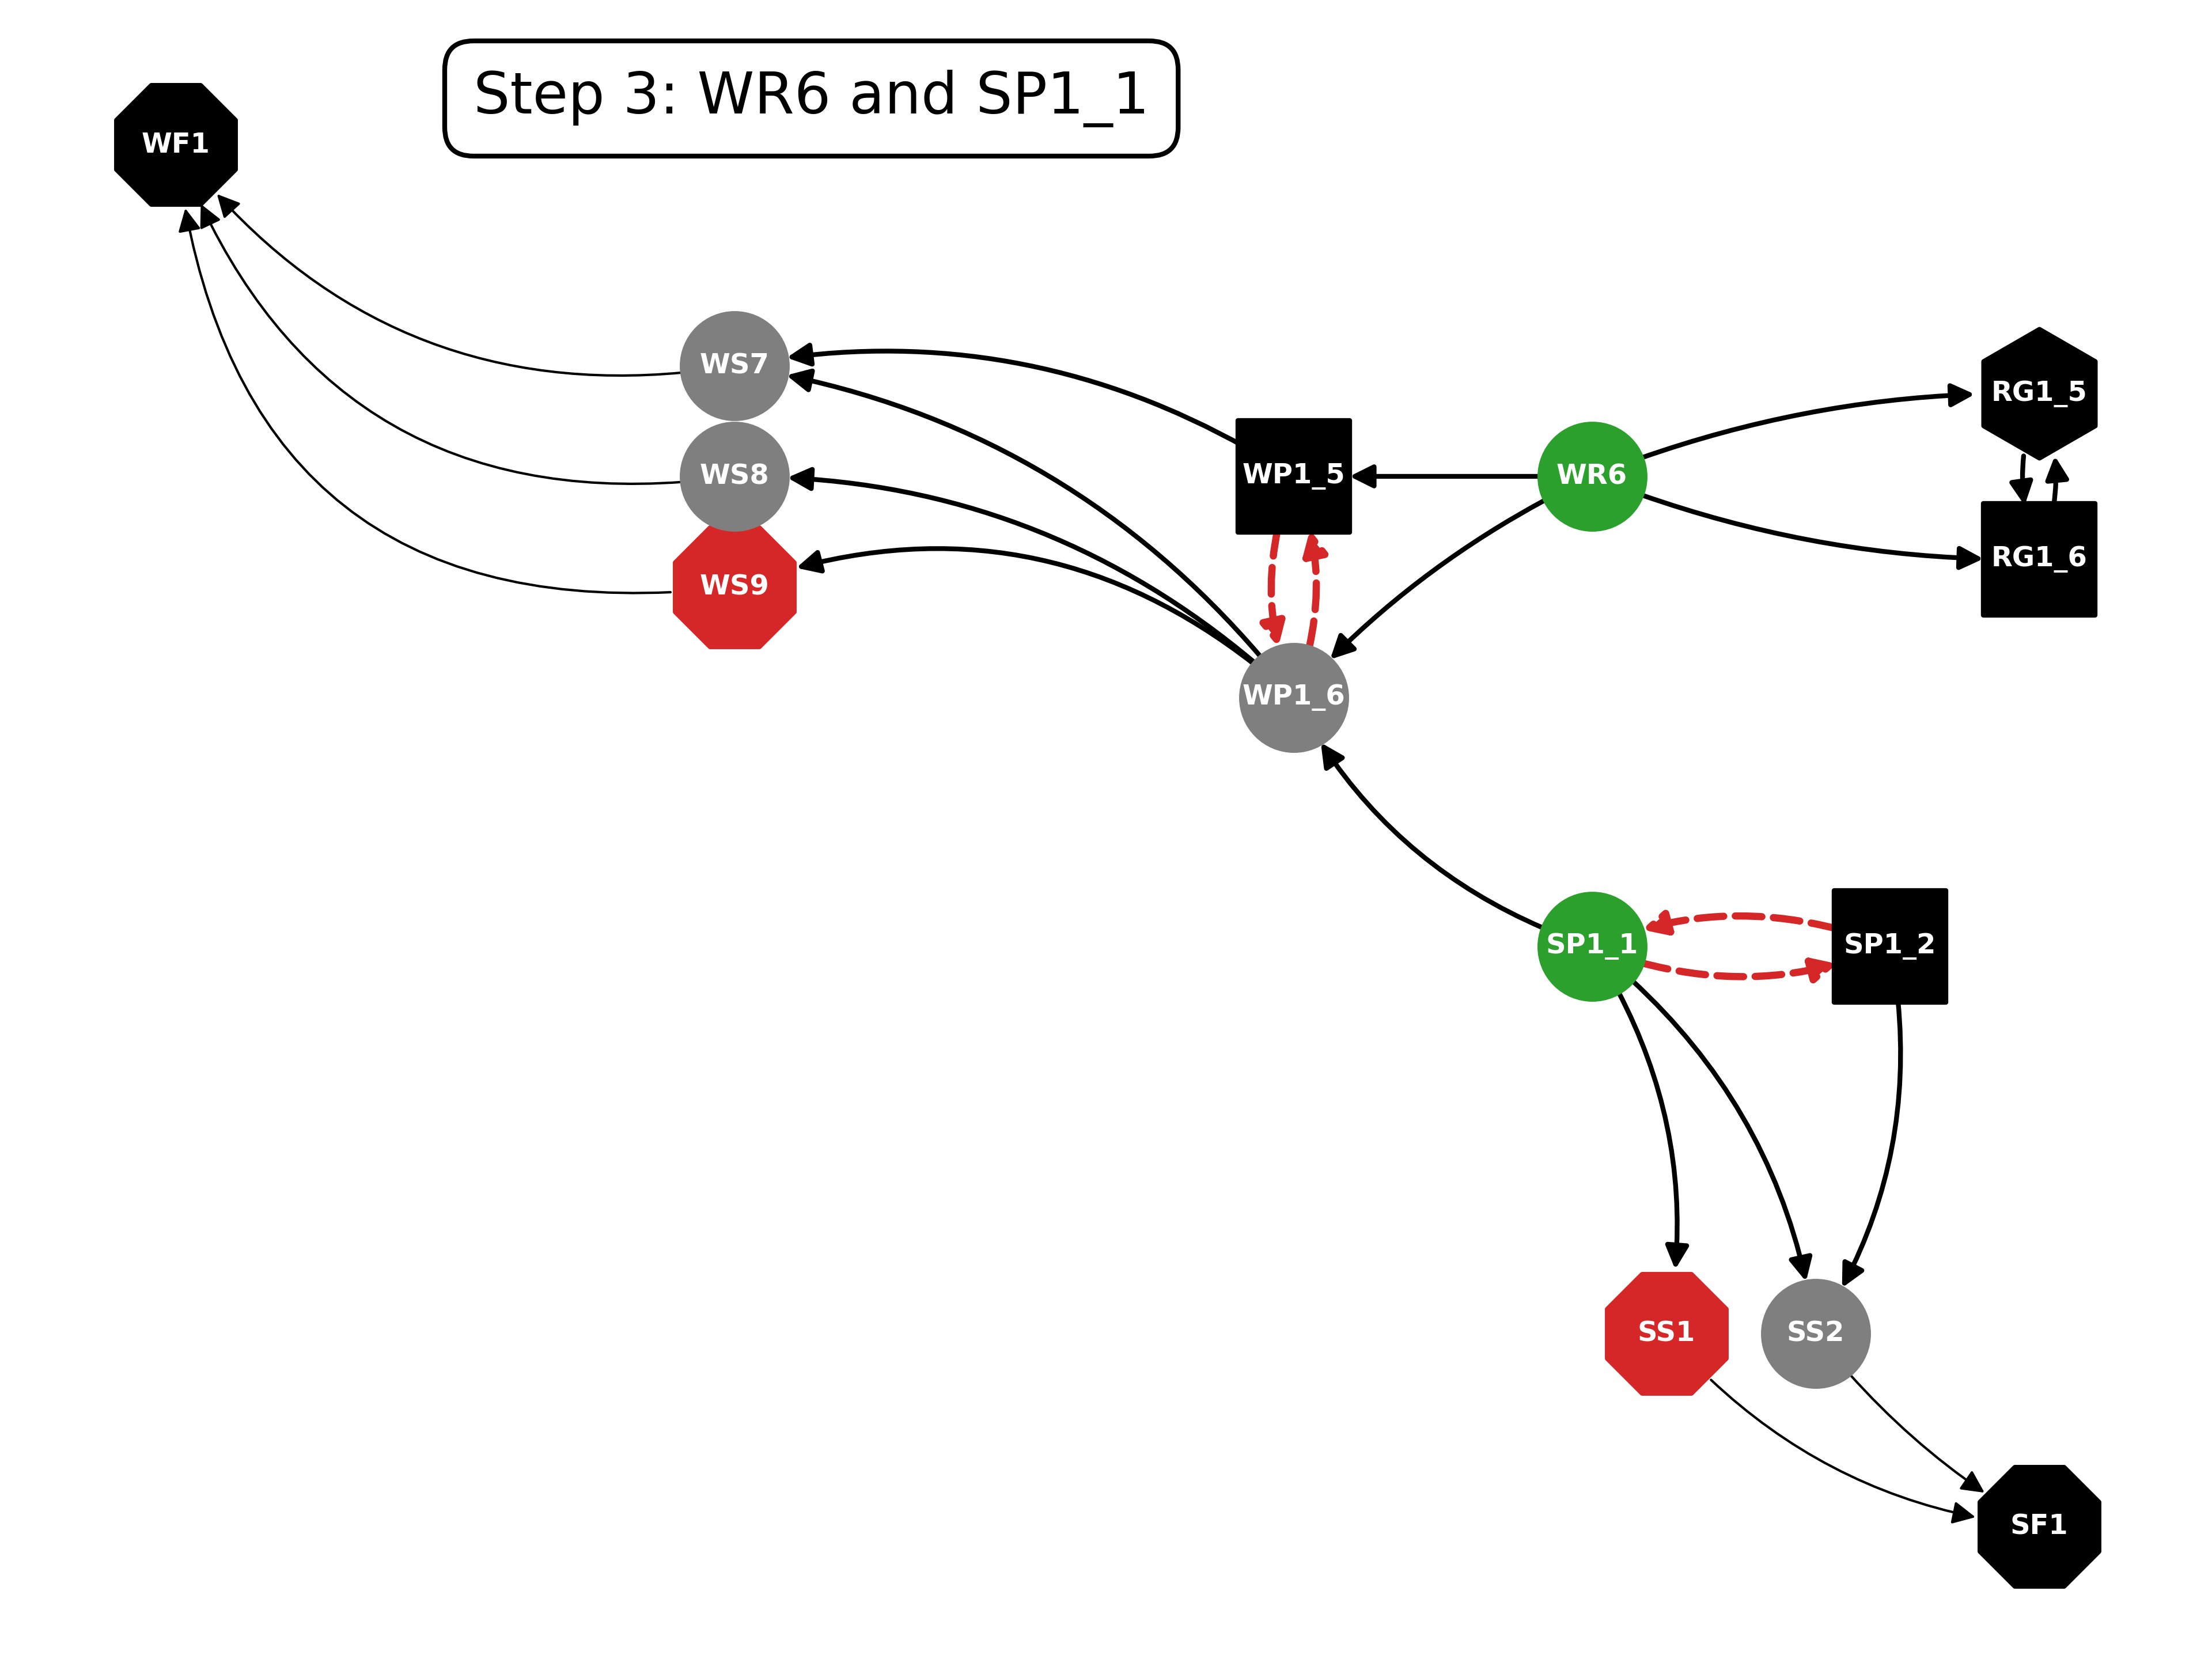 Step 3: WR6 and SP1_1
WF1
WS7
RG1_5
WS8
WP1_5
WR6
RG1_6
WS9
WP1_6
SP1_1
SP1_2
SS1
SS2
SF1